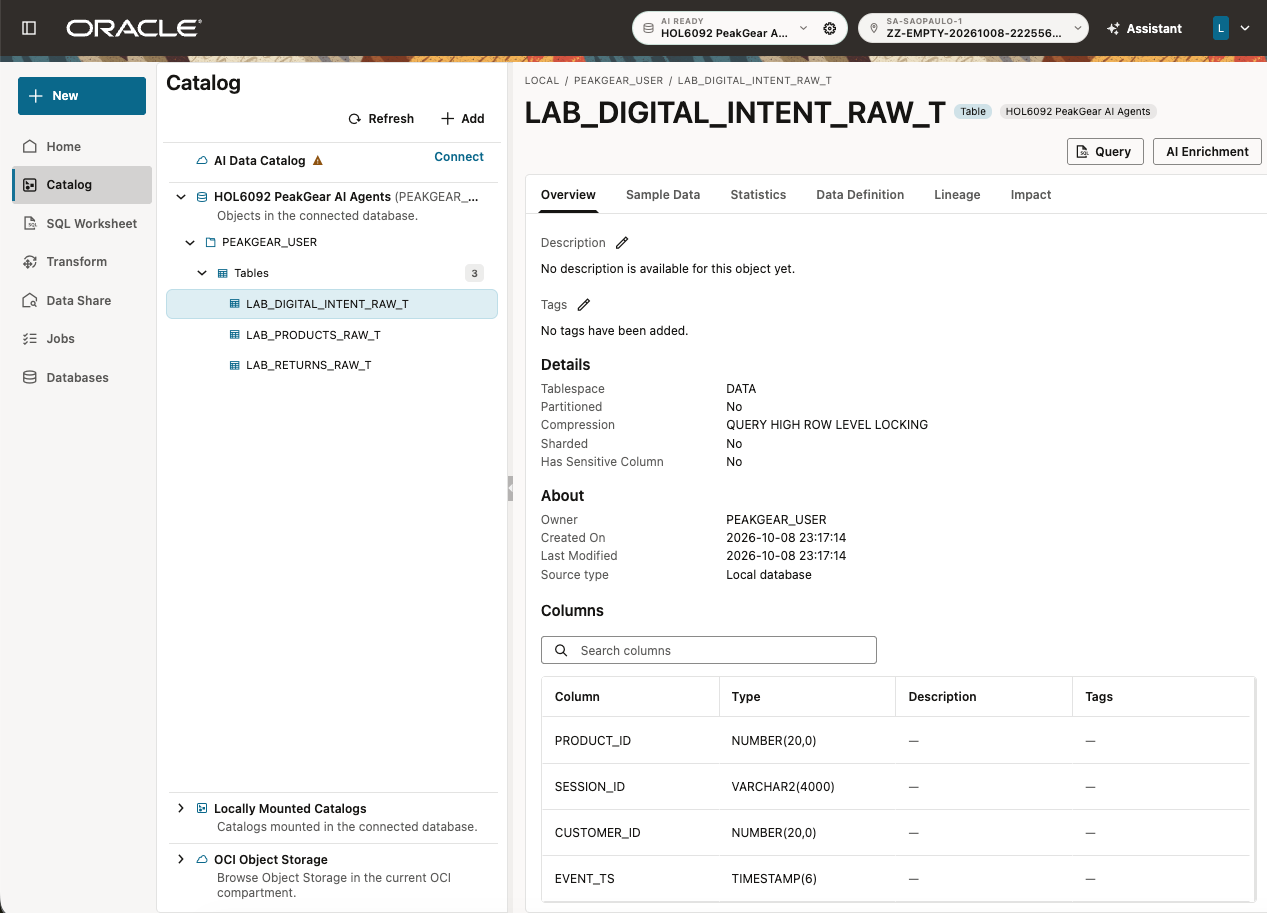 ORACLE
AI READY
HOL6092 PeakGear A...
SA-SAOPAULO-1
ZZ-EMPTY-20261008-222556...
Assistant
L
New
Home
Catalog
SQL Worksheet
Transform
Data Share
Jobs
Databases
Catalog
Refresh
Add
AI Data Catalog
Connect
HOL6092 PeakGear AI Agents (PEAKGEAR_...
Objects in the connected database.
PEAKGEAR_USER
Tables 3
LAB_DIGITAL_INTENT_RAW_T
LAB_PRODUCTS_RAW_T
LAB_RETURNS_RAW_T
Locally Mounted Catalogs
Catalogs mounted in the connected database.
OCI Object Storage
Browse Object Storage in the current OCI
compartment.
LOCAL / PEAKGEAR_USER / LAB_DIGITAL_INTENT_RAW_T
LAB_DIGITAL_INTENT_RAW_T Table HOL6092 PeakGear AI Agents
Query AI Enrichment
Overview Sample Data Statistics Data Definition Lineage Impact
Description
No description is available for this object yet.
Tags
No tags have been added.
Details
Tablespace DATA
Partitioned No
Compression QUERY HIGH ROW LEVEL LOCKING
Sharded No
Has Sensitive Column No
About
Owner PEAKGEAR_USER
Created On 2026-10-08 23:17:14
Last Modified 2026-10-08 23:17:14
Source type Local database
Columns
Search columns
Column Type Description Tags
PRODUCT_ID NUMBER(20,0) — —
SESSION_ID VARCHAR2(4000) — —
CUSTOMER_ID NUMBER(20,0) — —
EVENT_TS TIMESTAMP(6) — —